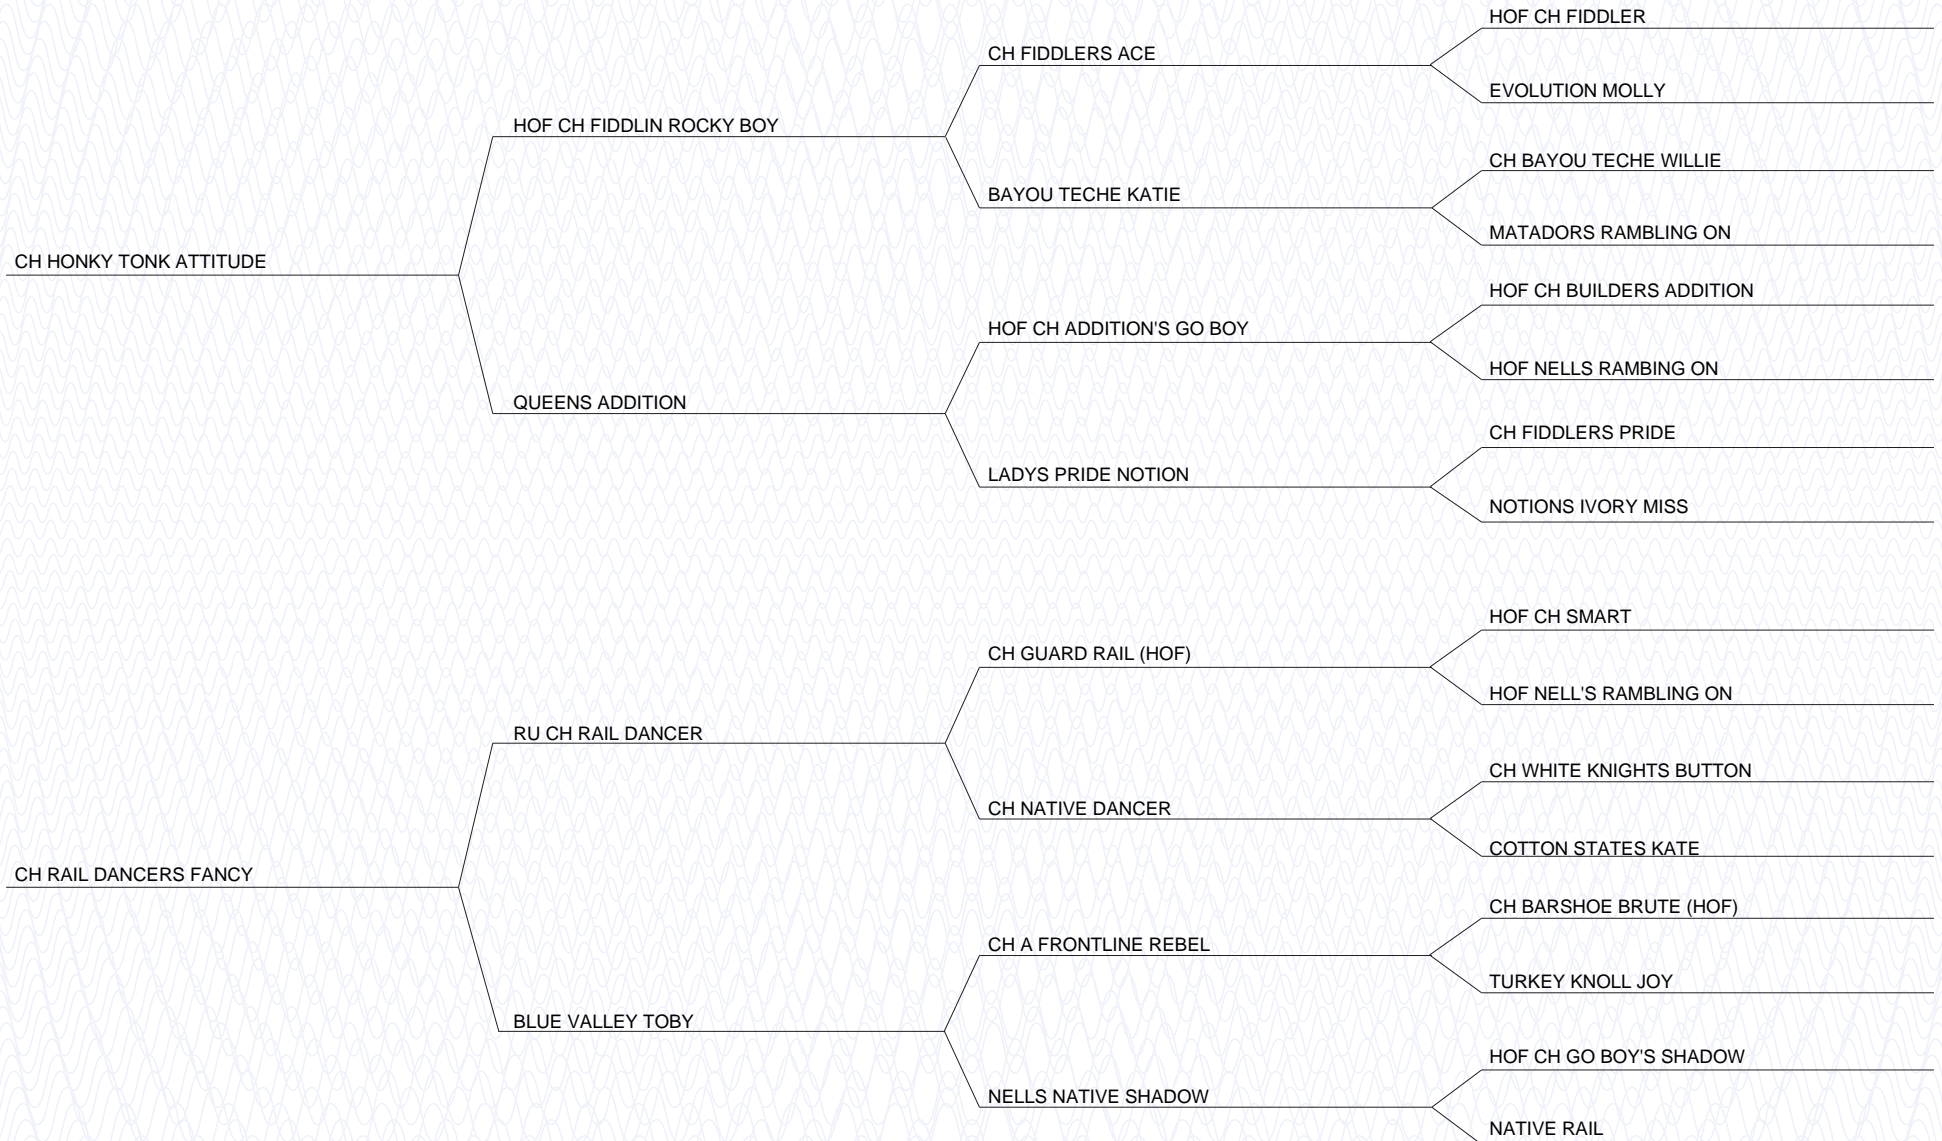 HOF CH FIDDLER
CH FIDDLERS ACE
EVOLUTION MOLLY
HOF CH FIDDLIN ROCKY BOY
CH BAYOU TECHE WILLIE
BAYOU TECHE KATIE
MATADORS RAMBLING ON
CH HONKY TONK ATTITUDE
HOF CH BUILDERS ADDITION
HOF CH ADDITION'S GO BOY
HOF NELLS RAMBING ON
QUEENS ADDITION
CH FIDDLERS PRIDE
LADYS PRIDE NOTION
NOTIONS IVORY MISS
HOF CH SMART
CH GUARD RAIL (HOF)
HOF NELL'S RAMBLING ON
RU CH RAIL DANCER
CH WHITE KNIGHTS BUTTON
CH NATIVE DANCER
COTTON STATES KATE
CH RAIL DANCERS FANCY
CH BARSHOE BRUTE (HOF)
CH A FRONTLINE REBEL
TURKEY KNOLL JOY
BLUE VALLEY TOBY
HOF CH GO BOY'S SHADOW
NELLS NATIVE SHADOW
NATIVE RAIL